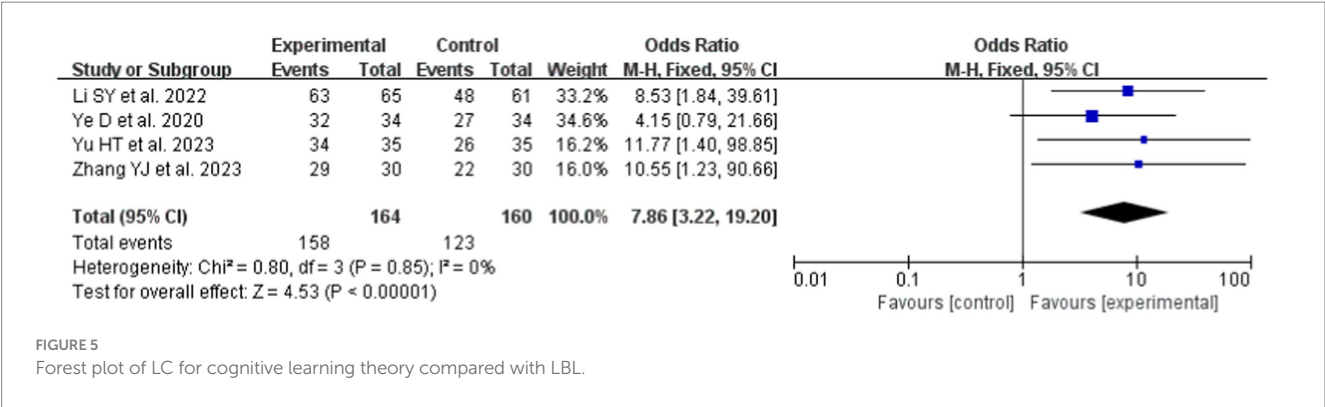 Experimental Control Odds Ratio Odds Ratio
Study or Subgroup Events Total Events Total Weight M-H, Fixed, 95% CI M-H, Fixed, 95% CI
Li SY et al. 2022 63 65 48 61 33.2% 8.53 [1.84, 39.61]
Ye D et al. 2020 32 34 27 34 34.6% 4.15 [0.79, 21.66]
Yu HT et al. 2023 34 35 26 35 16.2% 11.77 [1.40, 98.85]
Zhang YJ et al. 2023 29 30 22 30 16.0% 10.55 [1.23, 90.66]
Total (95% CI) 164 160 100.0% 7.86 [3.22, 19.20]
Total events 158 123
Heterogeneity: Chi² = 0.80, df = 3 (P = 0.85); I² = 0%
Test for overall effect: Z = 4.53 (P < 0.00001)
0.01 0.1 1 10 100
Favours [control] Favours [experimental]
FIGURE 5
Forest plot of LC for cognitive learning theory compared with LBL.